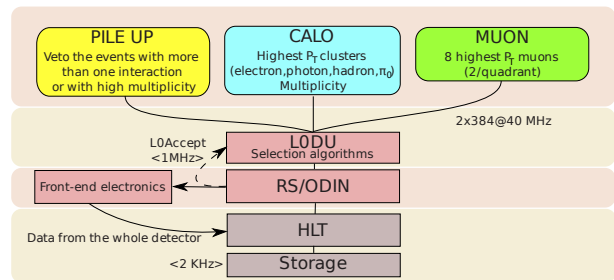 PILE UP
Veto the events with more
than one interaction
or with high multiplicity
CALO
Highest P_T clusters
(electron,photon,hadron,π₀)
Multiplicity
MUON
8 highest P_T muons
(2/quadrant)
2x384@40 MHz
L0Accept
<1MHz>
L0DU
Selection algorithms
Front-end electronics
RS/ODIN
Data from the whole detector
HLT
<2 KHz>
Storage